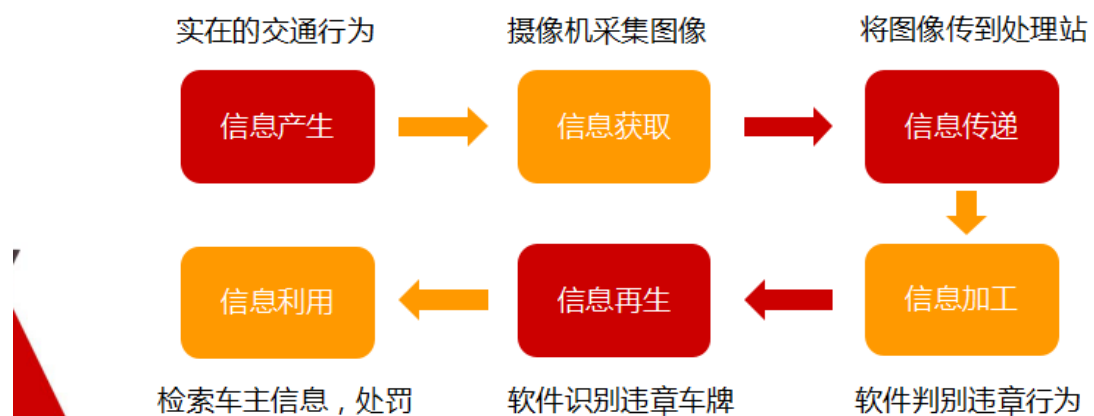 实在的交通行为
摄像机采集图像
将图像传到处理站
信息产生
信息获取
信息传递
信息利用
信息再生
信息加工
检索车主信息，处罚
软件识别违章车牌
软件判别违章行为